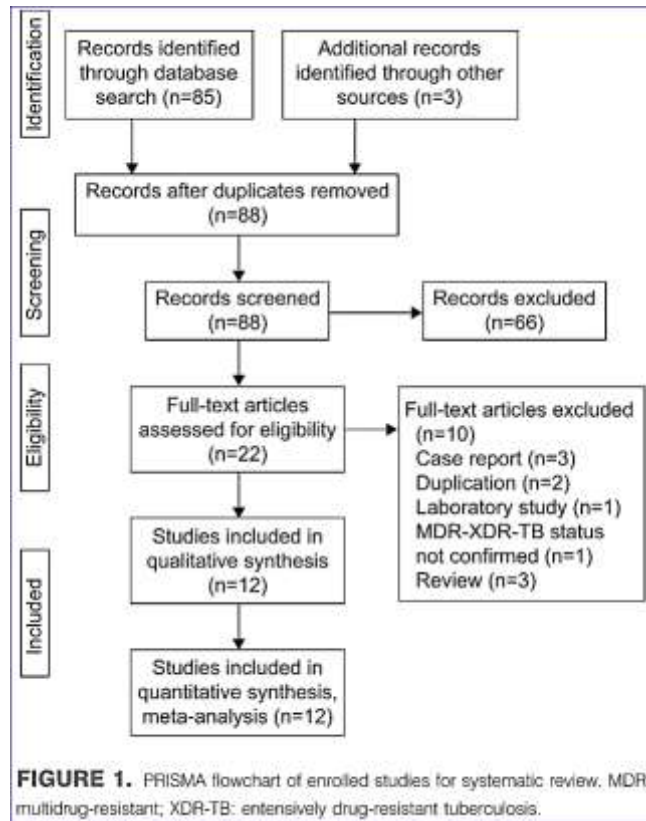 Identification
Records identified
through database
search (n=85)
Additional records
identified through other
sources (n=3)
Records after duplicates removed
(n=88)
Screening
Records screened
(n=88)
Records excluded
(n=66)
Eligibility
Full-text articles
assessed for eligibility
(n=22)
Full-text articles excluded
(n=10)
Case report (n=3)
Duplication (n=2)
Laboratory study (n=1)
MDR-XDR-TB status
not confirmed (n=1)
Review (n=3)
Included
Studies included in
qualitative synthesis
(n=12)
Studies included in
quantitative synthesis,
meta-analysis (n=12)
FIGURE 1. PRISMA flowchart of enrolled studies for systematic review. MDR
multidrug-resistant; XDR-TB: entensively drug-resistant tuberculosis.